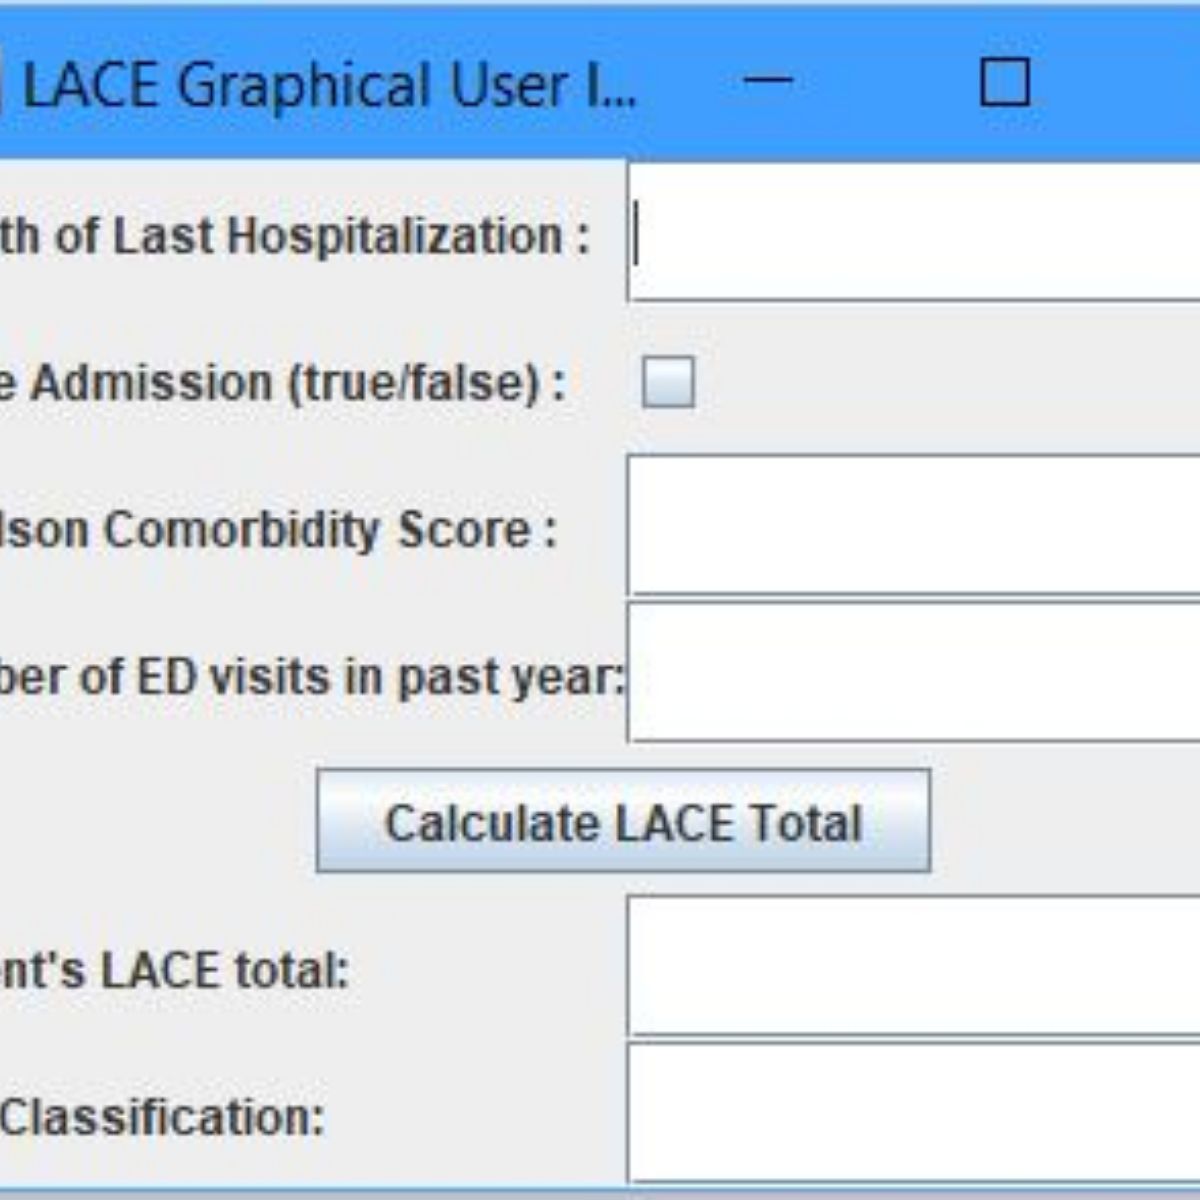 LACE Graphical User I...
th of Last Hospitalization :
e Admission (true/false) :
lson Comorbidity Score :
ber of ED visits in past year:
Calculate LACE Total
nt's LACE total:
Classification: